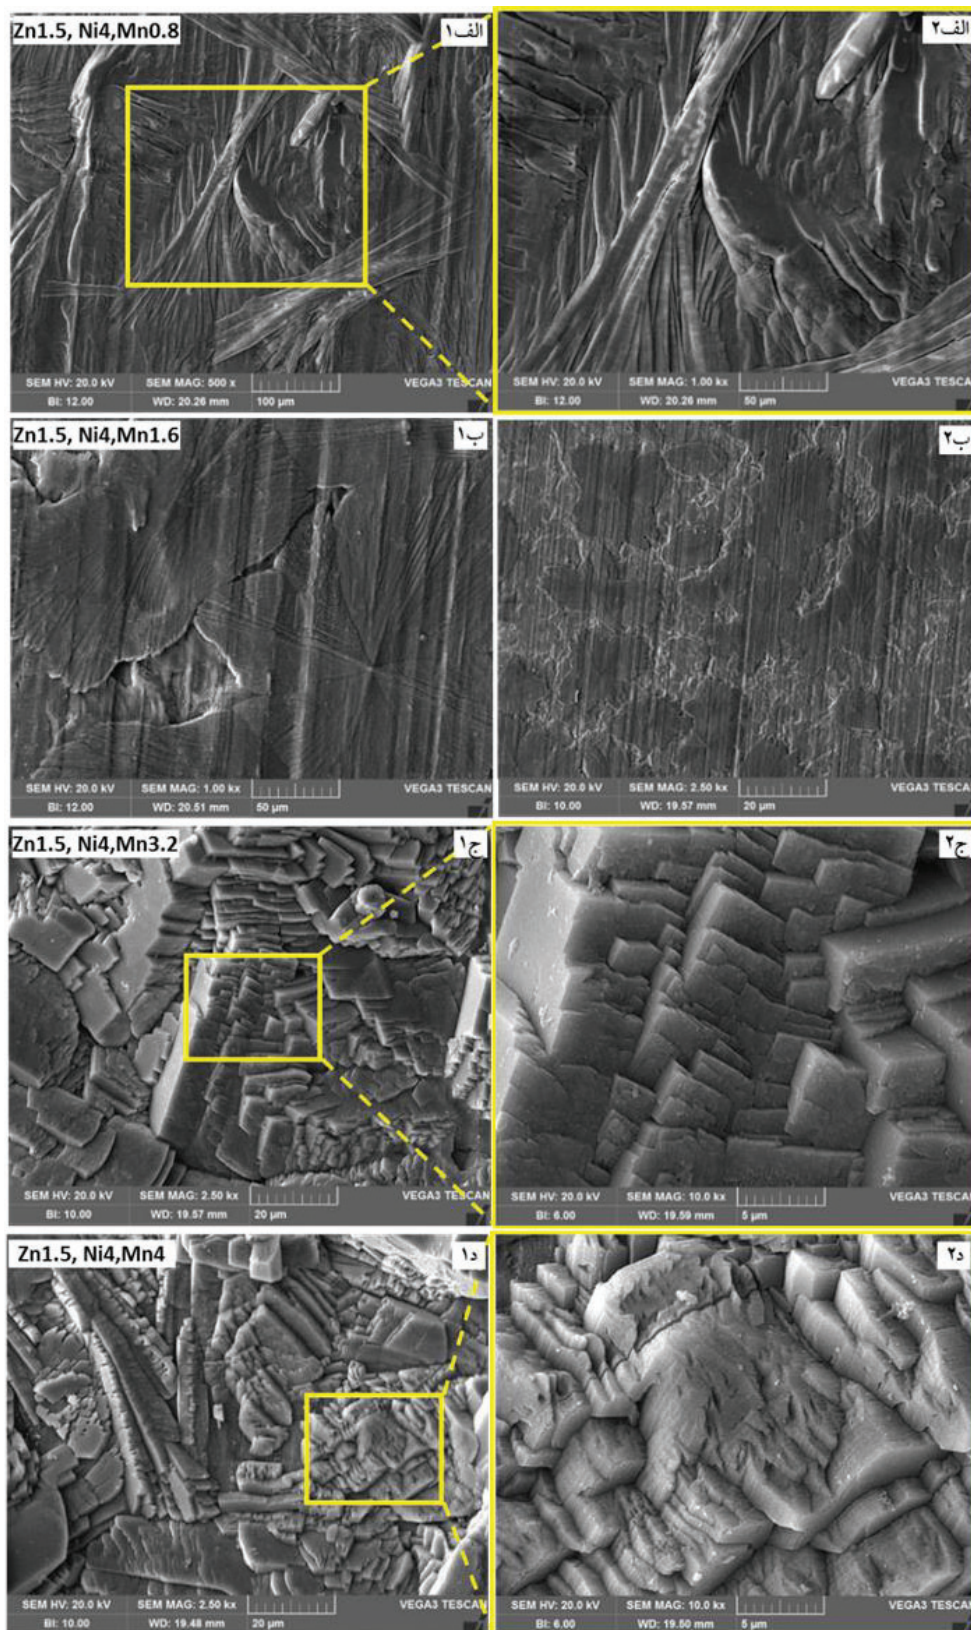 Zn1.5, Ni4,Mn0.8
الف۱
SEM HV: 20.0 kV SEM MAG: 500 x VEGA3 TESCAN
BI: 12.00 WD: 20.26 mm 100 µm
الف۲
SEM HV: 20.0 kV SEM MAG: 1.00 kx VEGA3 TESCAN
BI: 12.00 WD: 20.26 mm 50 µm
Zn1.5, Ni4,Mn1.6
ب۱
SEM HV: 20.0 kV SEM MAG: 1.00 kx VEGA3 TESCAN
BI: 12.00 WD: 20.51 mm 50 µm
ب۲
SEM HV: 20.0 kV SEM MAG: 2.50 kx VEGA3 TESCAN
BI: 10.00 WD: 19.57 mm 20 µm
Zn1.5, Ni4,Mn3.2
ج۱
SEM HV: 20.0 kV SEM MAG: 2.50 kx VEGA3 TESCAN
BI: 10.00 WD: 19.57 mm 20 µm
ج۲
SEM HV: 20.0 kV SEM MAG: 10.0 kx VEGA3 TESCAN
BI: 6.00 WD: 19.59 mm 5 µm
Zn1.5, Ni4,Mn4
د۱
SEM HV: 20.0 kV SEM MAG: 2.50 kx VEGA3 TESCAN
BI: 10.00 WD: 19.48 mm 20 µm
د۲
SEM HV: 20.0 kV SEM MAG: 10.0 kx VEGA3 TESCAN
BI: 6.00 WD: 19.50 mm 5 µm